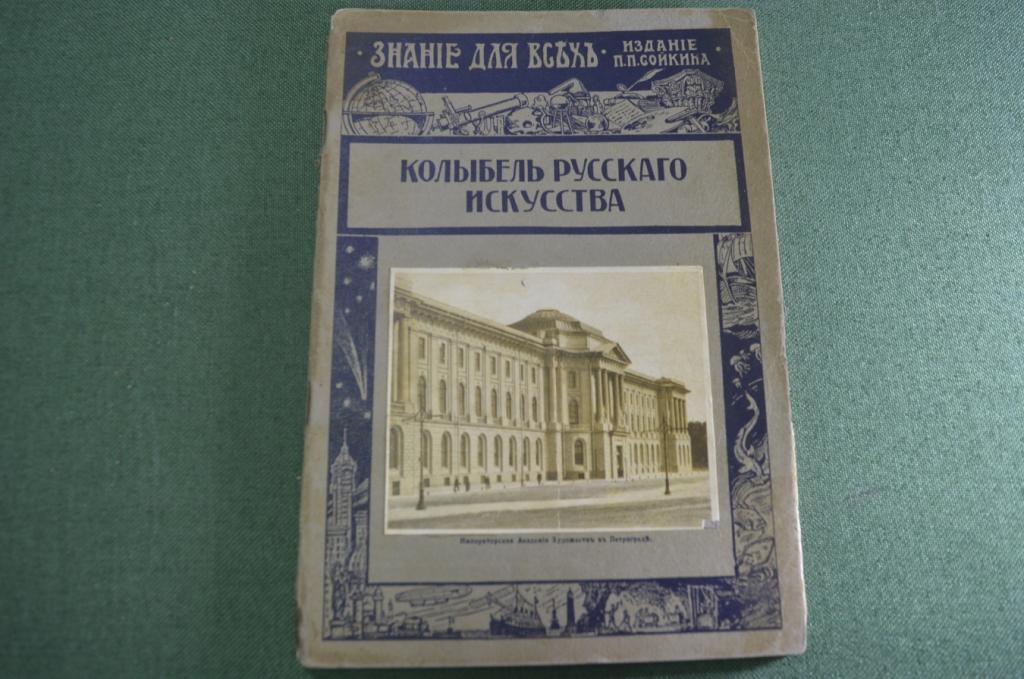 · ЗНАНІЕ ДЛЯ ВСѢХЪ · ИЗДАНІЕ
П.П.СОЙКИНА
КОЛЫБЕЛЬ РУССКАГО
ИСКУССТВА
Императорская Академія Художествъ въ Петроградѣ.